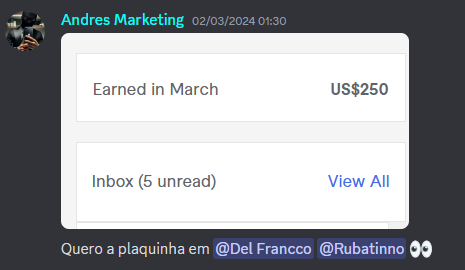 Andres Marketing 02/03/2024 01:30
Earned in March US$250
Inbox (5 unread) View All
Quero a plaquinha em @Del Francco @Rubatinno 👀